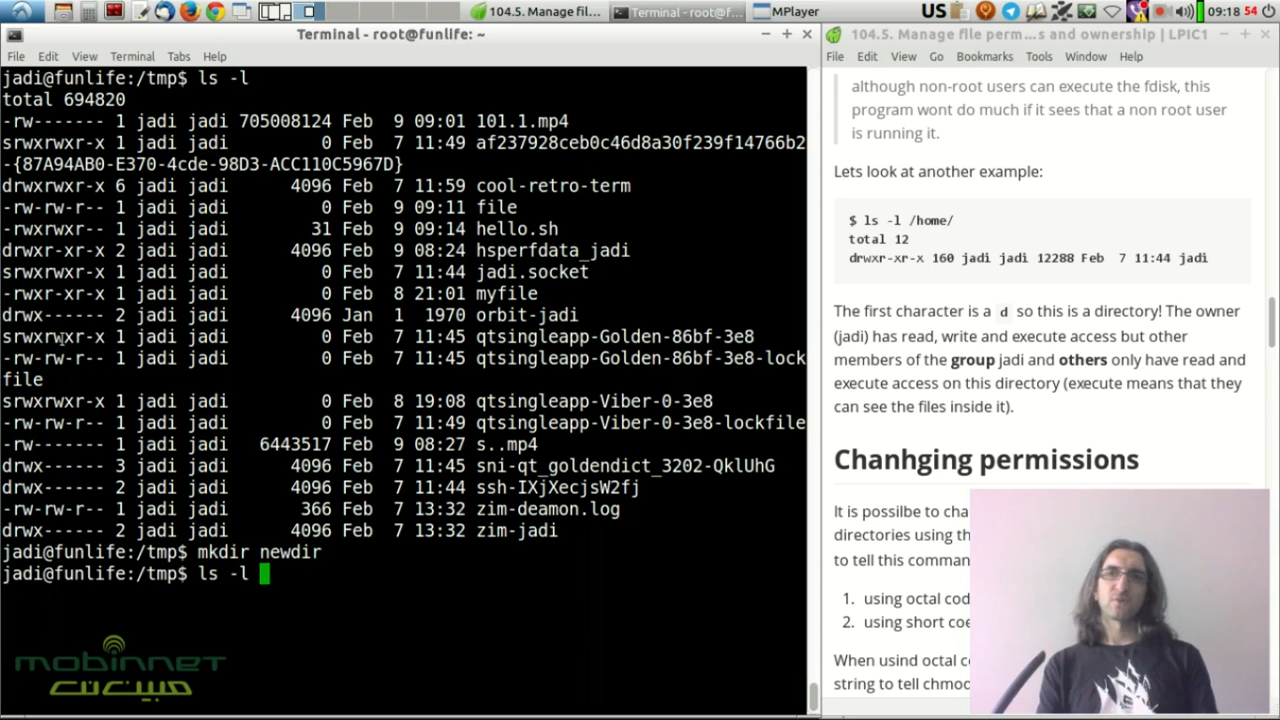 104.5. Manage fil...
Terminal - root@f...
MPlayer
US
09:18
54
Terminal - root@funlife: ~
File Edit View Terminal Tabs Help
jadi@funlife:/tmp$ ls -l
total 694820
-rw------- 1 jadi jadi 705008124 Feb  9 09:01 101.1.mp4
srwxrwxr-x 1 jadi jadi         0 Feb  7 11:49 af237928ceb0c46d8a30f239f14766b2
-{87A94AB0-E370-4cde-98D3-ACC110C5967D}
drwxrwxr-x 6 jadi jadi      4096 Feb  7 11:59 cool-retro-term
-rw-rw-r-- 1 jadi jadi         0 Feb  9 09:11 file
-rw-rw-r-- 1 jadi jadi        31 Feb  9 09:14 hello.sh
drwxr-xr-x 2 jadi jadi      4096 Feb  9 08:24 hsperfdata_jadi
srwxrwxr-x 1 jadi jadi         0 Feb  7 11:44 jadi.socket
-rwxr-xr-x 1 jadi jadi         0 Feb  8 21:01 myfile
drwx------ 2 jadi jadi      4096 Jan  1  1970 orbit-jadi
srwxrwxr-x 1 jadi jadi         0 Feb  7 11:45 qtsingleapp-Golden-86bf-3e8
-rw-rw-r-- 1 jadi jadi         0 Feb  7 11:45 qtsingleapp-Golden-86bf-3e8-lock
file
srwxrwxr-x 1 jadi jadi         0 Feb  8 19:08 qtsingleapp-Viber-0-3e8
-rw-rw-r-- 1 jadi jadi         0 Feb  7 11:49 qtsingleapp-Viber-0-3e8-lockfile
-rw------- 1 jadi jadi   6443517 Feb  9 08:27 s..mp4
drwx------ 3 jadi jadi      4096 Feb  7 11:45 sni-qt_goldendict_3202-QklUhG
drwx------ 2 jadi jadi      4096 Feb  7 11:44 ssh-IXjXecjsW2fj
-rw-rw-r-- 1 jadi jadi       366 Feb  7 13:32 zim-deamon.log
drwx------ 2 jadi jadi      4096 Feb  7 13:32 zim-jadi
jadi@funlife:/tmp$ mkdir newdir
jadi@funlife:/tmp$ ls -l
mobinnet
مبین نت
104.5. Manage file perm...s and ownership | LPIC1
File Edit View Go Bookmarks Tools Window Help
although non-root users can execute the fdisk, this
program wont do much if it sees that a non root user
is running it.
Lets look at another example:
$ ls -l /home/
total 12
drwxr-xr-x 160 jadi jadi 12288 Feb  7 11:44 jadi
The first character is a d so this is a directory! The owner
(jadi) has read, write and execute access but other
members of the group jadi and others only have read and
execute access on this directory (execute means that they
can see the files inside it).
Chanhging permissions
It is possilbe to cha
directories using th
to tell this comman
1. using octal cod
2. using short coe
When usind octal c
string to tell chmod